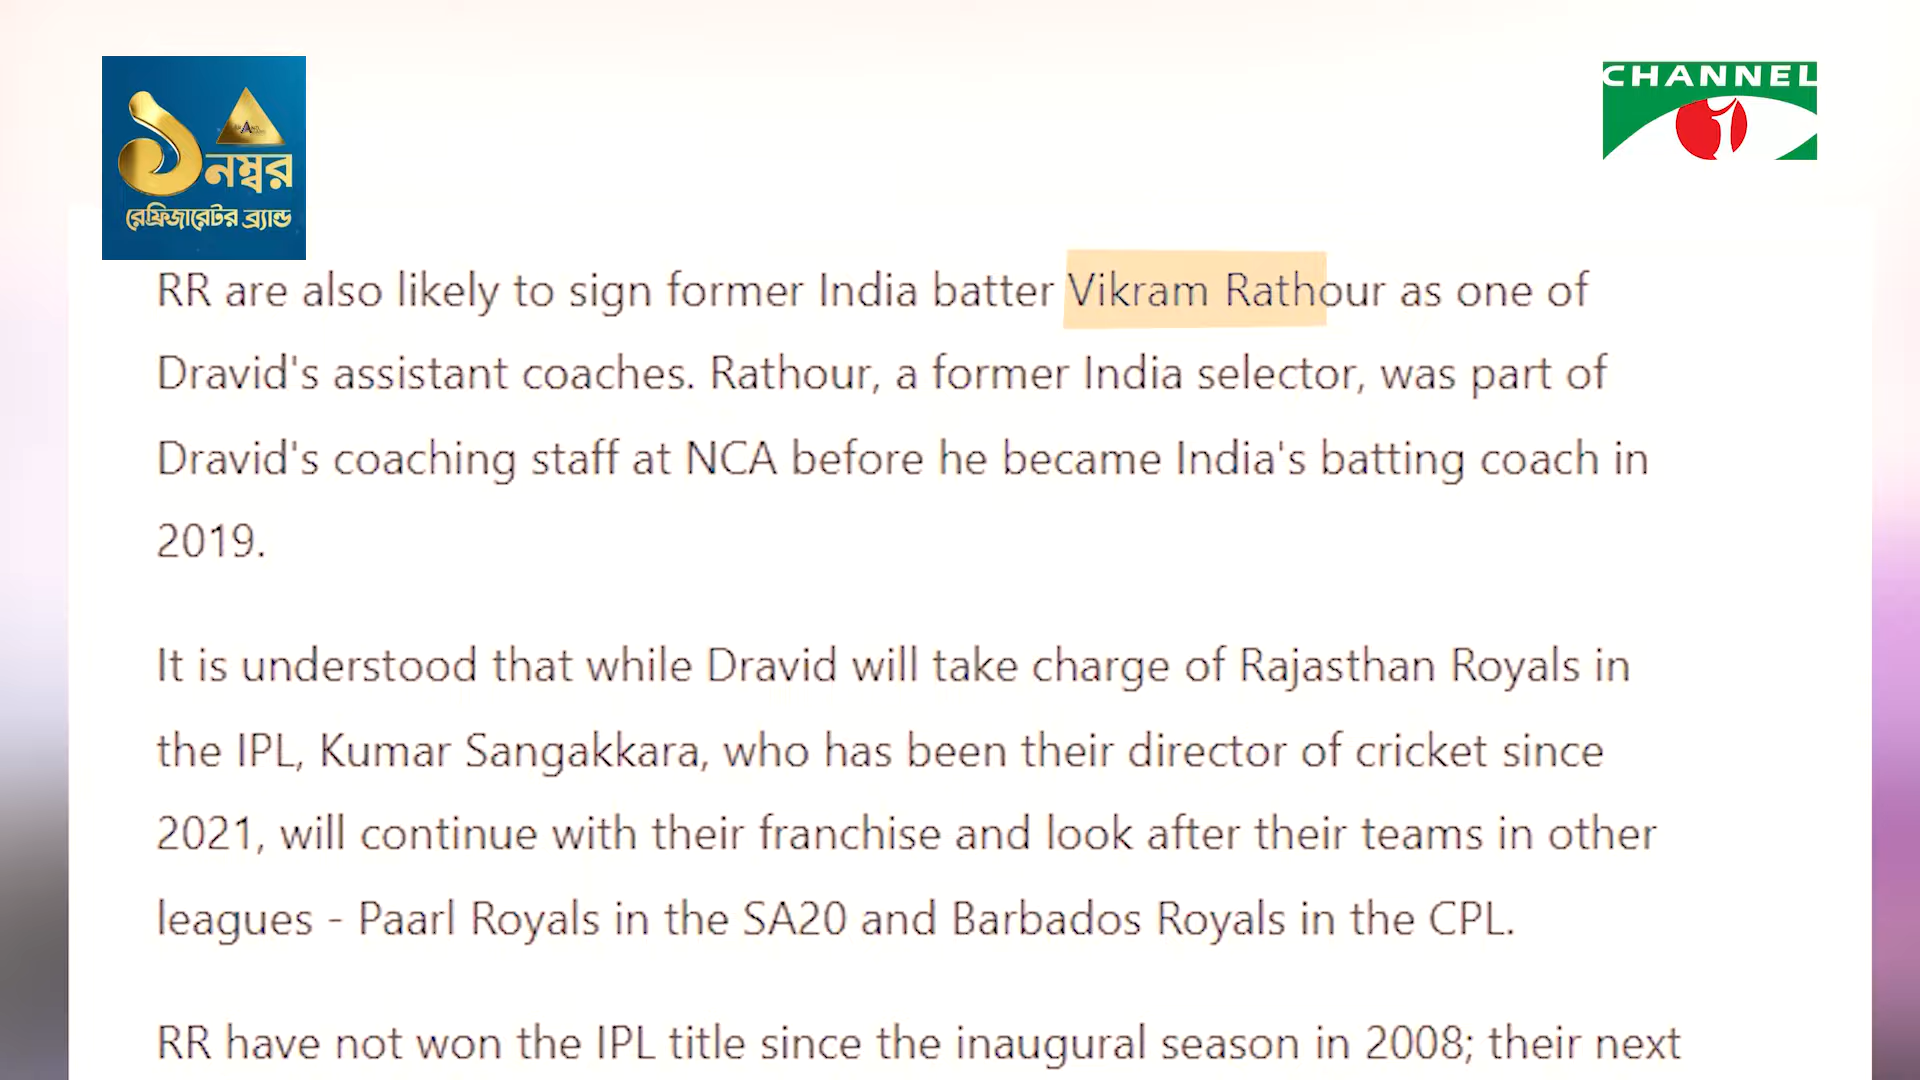 ১
নম্বর
রেফ্রিজারেটর ব্র্যান্ড
CHANNEL
i
RR are also likely to sign former India batter Vikram Rathour as one of
Dravid's assistant coaches. Rathour, a former India selector, was part of
Dravid's coaching staff at NCA before he became India's batting coach in
2019.
It is understood that while Dravid will take charge of Rajasthan Royals in
the IPL, Kumar Sangakkara, who has been their director of cricket since
2021, will continue with their franchise and look after their teams in other
leagues - Paarl Royals in the SA20 and Barbados Royals in the CPL.
RR have not won the IPL title since the inaugural season in 2008; their next